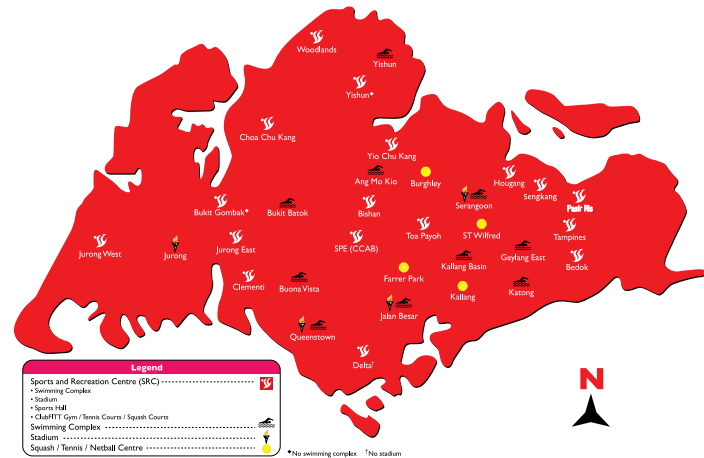 Woodlands
Yishun
Yishun◆
Choa Chu Kang
Yio Chu Kang
Ang Mo Kio
Burghley
Hougang
Sengkang
Serangoon
Pasir Ris
Bukit Gombak◆
Bukit Batok
Bishan
Toa Payoh
ST Wilfred
Tampines
Jurong West
Jurong
Jurong East
SPE (CCAB)
Kallang Basin
Geylang East
Bedok
Clementi
Buona Vista
Farrer Park
Kallang
Katong
Jalan Besar
Queenstown
Delta†
Legend
Sports and Recreation Centre (SRC)
• Swimming Complex
• Stadium
• Sports Hall
• ClubFITT Gym / Tennis Courts / Squash Courts
Swimming Complex
Stadium
Squash / Tennis / Netball Centre
◆No swimming complex †No stadium
N